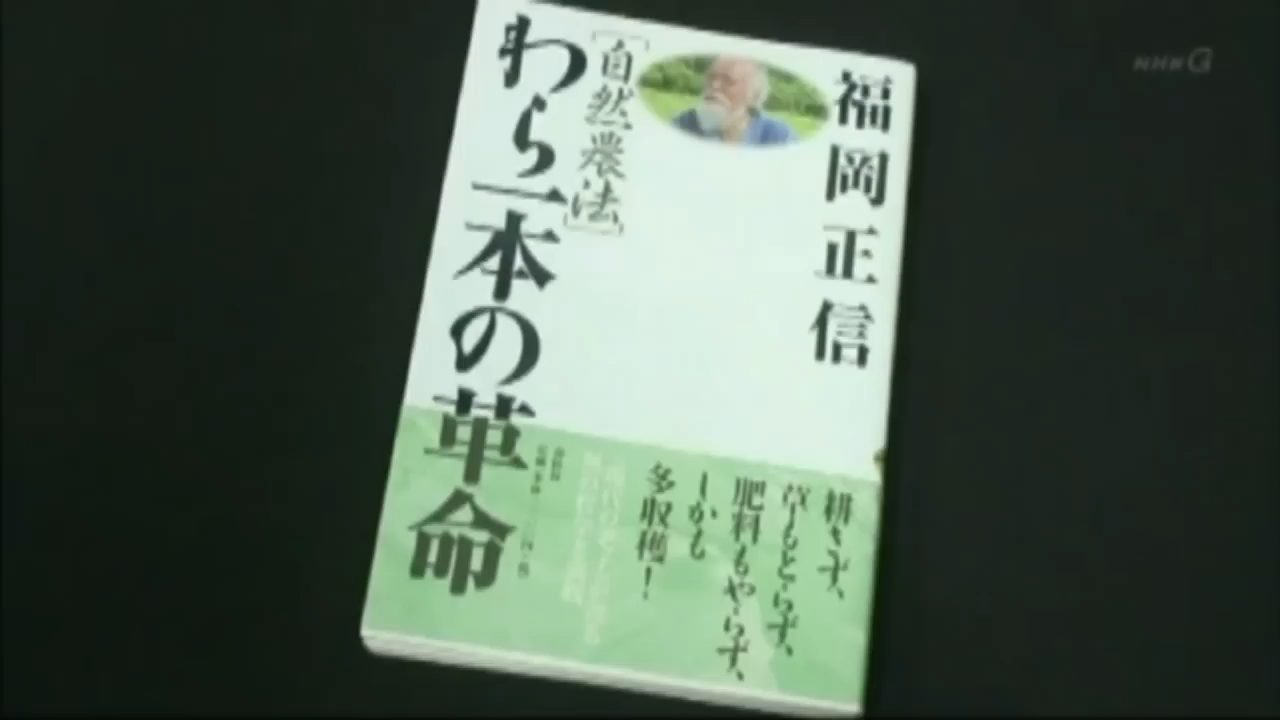 福岡正信
[自然農法]
わら一本の革命
耕さず、
草もとらず、
肥料もやらず、
しかも
多収穫!
NHK G